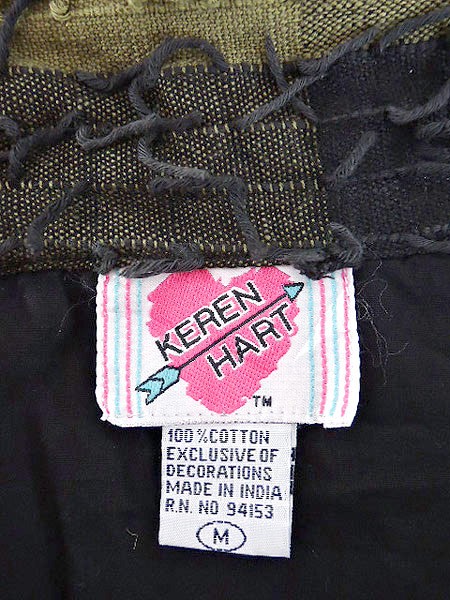 KEREN
HART
TM
100 % COTTON
EXCLUSIVE OF
DECORATIONS
MADE IN INDIA
R.N. NO 94153
M